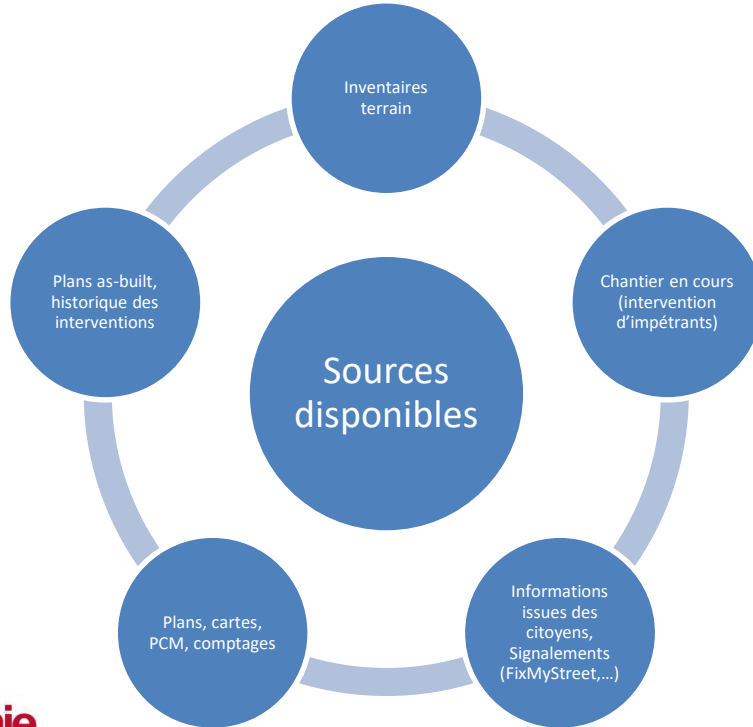 Inventaires
terrain
Chantier en cours
(intervention
d'impétrants)
Informations
issues des
citoyens,
Signalements
(FixMyStreet,...)
Plans, cartes,
PCM, comptages
Plans as-built,
historique des
interventions
Sources
disponibles